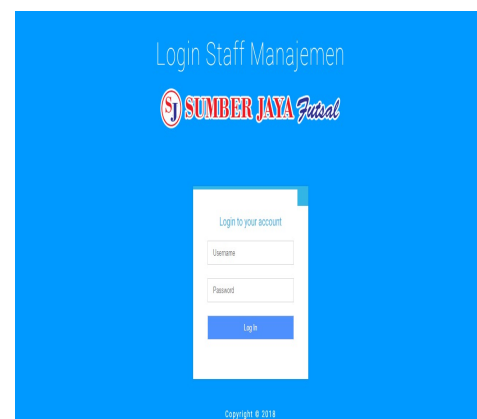 Login Staff Manajemen
SJ SUMBER JAYA Futsal
Login to your account
Username
Password
Log In
Copyright © 2018